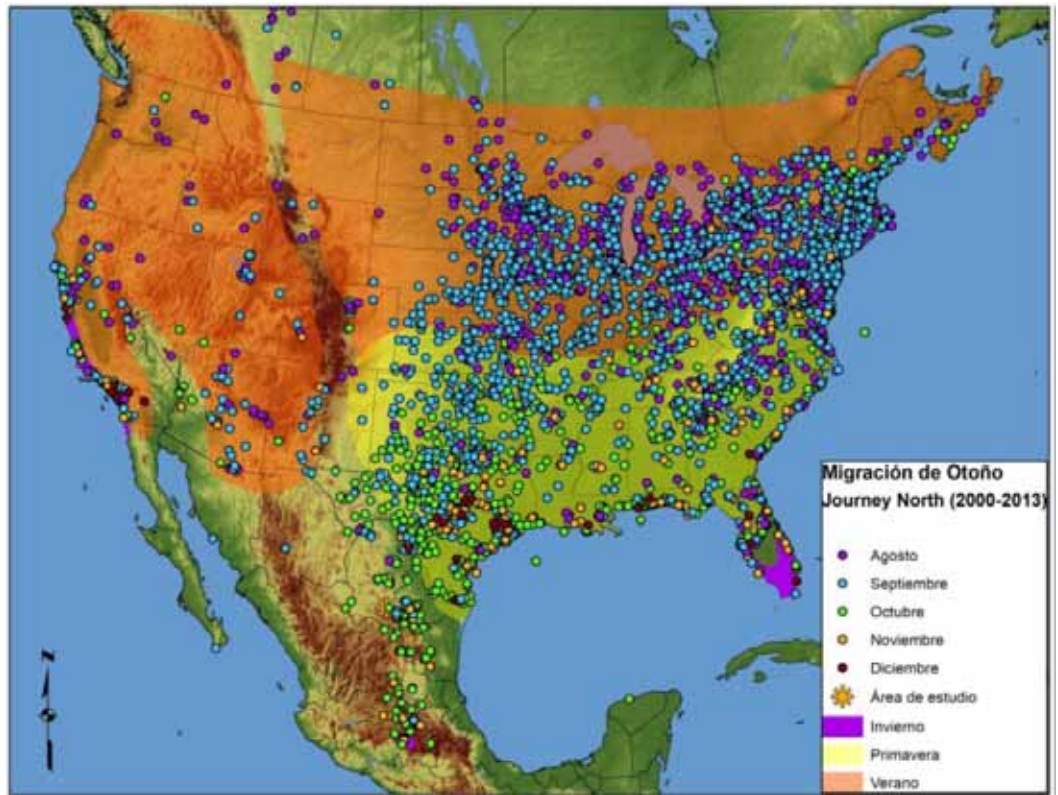 Migración de Otoño
Journey North (2000-2013)
Agosto
Septiembre
Octubre
Noviembre
Diciembre
Área de estudio
Invierno
Primavera
Verano
N